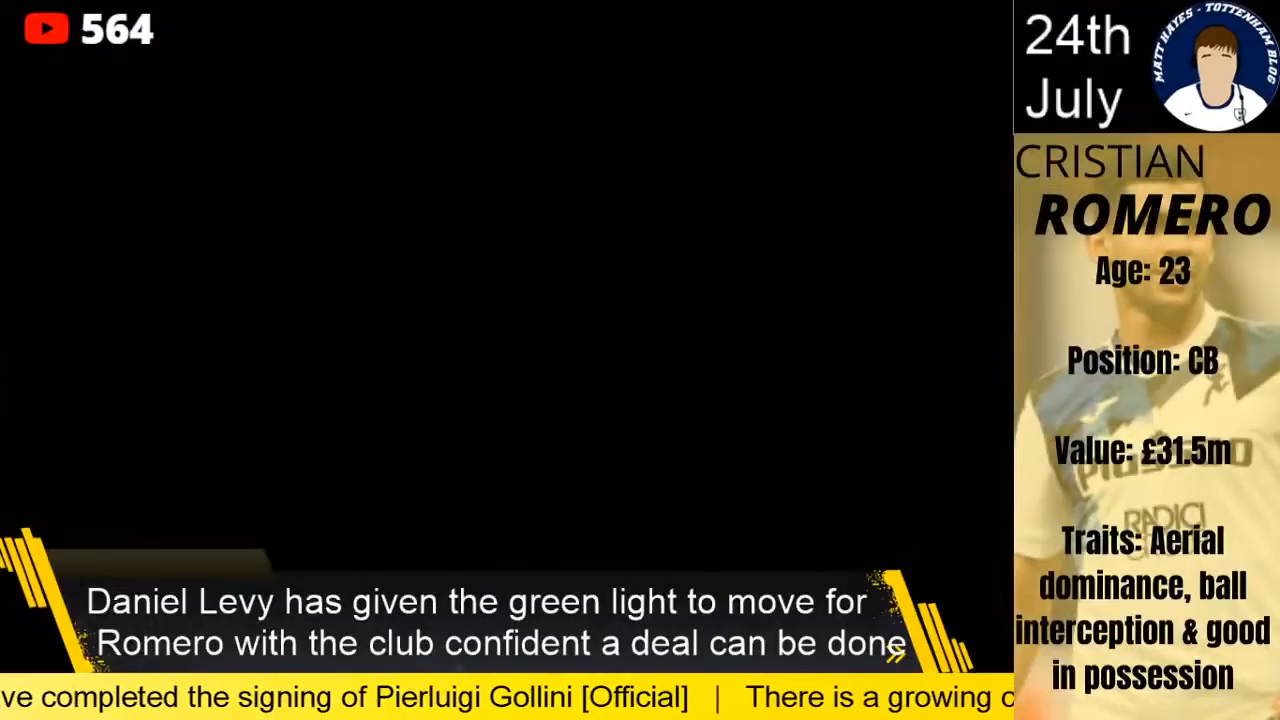 564
24th
July
MATT HAYES - TOTTENHAM BLOG
CRISTIAN
ROMERO
Age: 23
Position: CB
Value: £31.5m
RADICI
Traits: Aerial
dominance, ball
interception & good
in possession
Daniel Levy has given the green light to move for
Romero with the club confident a deal can be done
ve completed the signing of Pierluigi Gollini [Official] | There is a growing